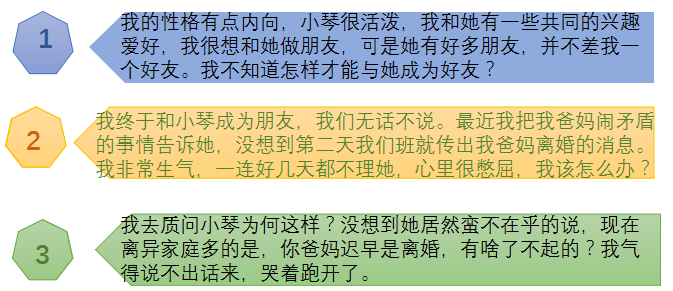 1
我的性格有点内向，小琴很活泼，我和她有一些共同的兴趣
爱好，我很想和她做朋友，可是她有好多朋友，并不差我一
个好友。我不知道怎样才能与她成为好友？
2
我终于和小琴成为朋友，我们无话不说。最近我把我爸妈闹矛盾
的事情告诉她，没想到第二天我们班就传出我爸妈离婚的消息。
我非常生气，一连好几天都不理她，心里很憋屈，我该怎么办？
3
我去质问小琴为何这样？没想到她居然蛮不在乎的说，现在
离异家庭多的是，你爸妈迟早是离婚，有啥了不起的？我气
得说不出话来，哭着跑开了。